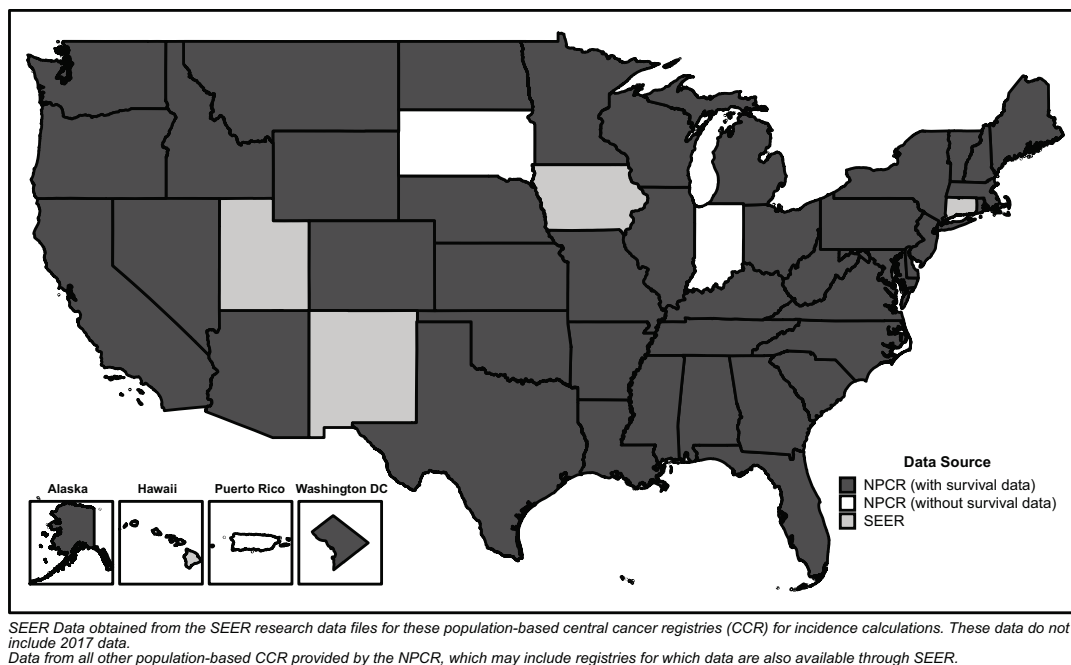 Alaska
Hawaii
Puerto Rico
Washington DC
Data Source
NPCR (with survival data)
NPCR (without survival data)
SEER
SEER Data obtained from the SEER research data files for these population-based central cancer registries (CCR) for incidence calculations. These data do not
include 2017 data.
Data from all other population-based CCR provided by the NPCR, which may include registries for which data are also available through SEER.